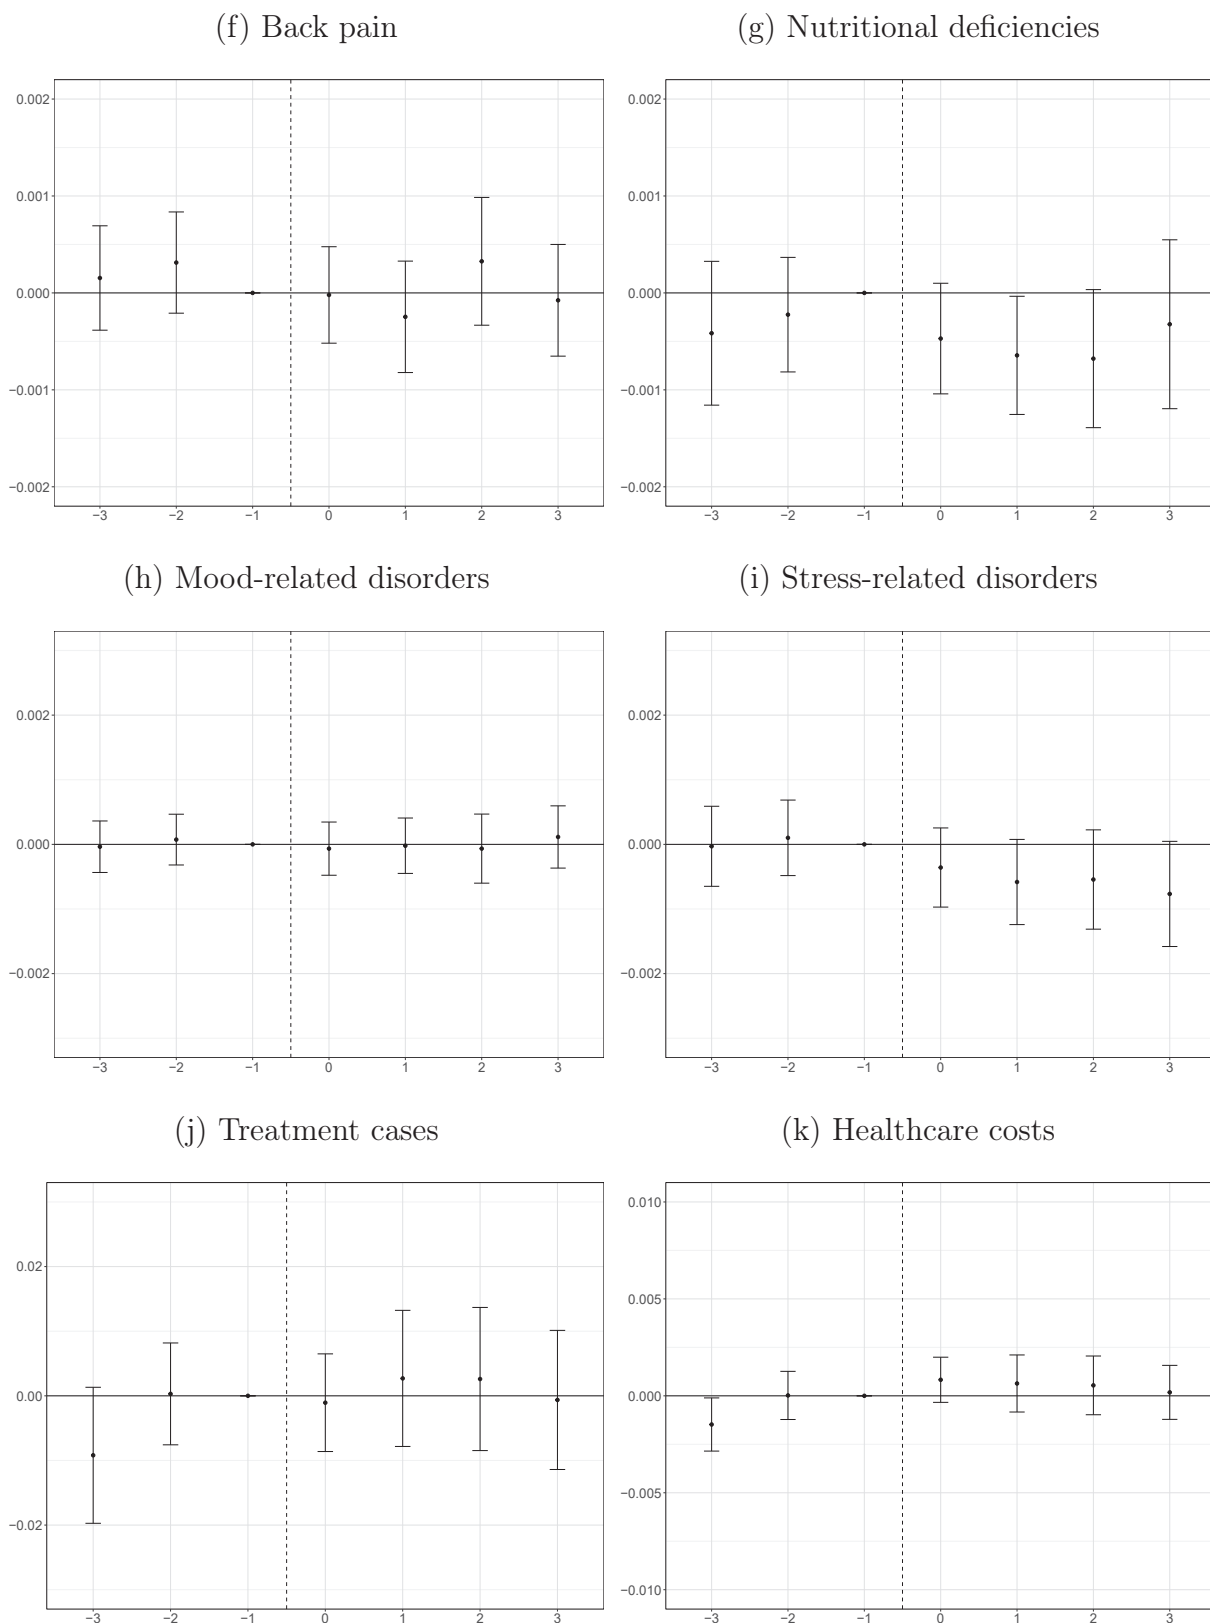 (f) Back pain
0.002
0.001
0.000
−0.001
−0.002
−3 −2 −1 0 1 2 3
(g) Nutritional deficiencies
0.002
0.001
0.000
−0.001
−0.002
−3 −2 −1 0 1 2 3
(h) Mood-related disorders
0.002
0.000
−0.002
−3 −2 −1 0 1 2 3
(i) Stress-related disorders
0.002
0.000
−0.002
−3 −2 −1 0 1 2 3
(j) Treatment cases
0.02
0.00
−0.02
−3 −2 −1 0 1 2 3
(k) Healthcare costs
0.010
0.005
0.000
−0.005
−0.010
−3 −2 −1 0 1 2 3